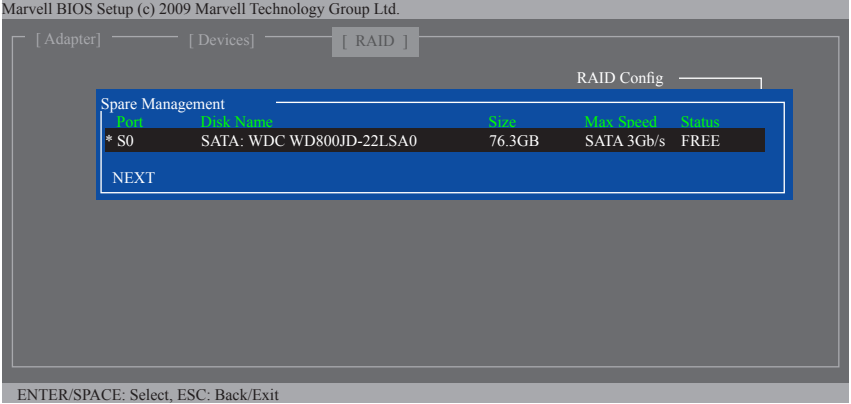 Marvell BIOS Setup (c) 2009 Marvell Technology Group Ltd.
[ Adapter] [ Devices] [ RAID ]
RAID Config
Spare Management
Port Disk Name Size Max Speed Status
* S0 SATA: WDC WD800JD-22LSA0 76.3GB SATA 3Gb/s FREE
NEXT
ENTER/SPACE: Select, ESC: Back/Exit